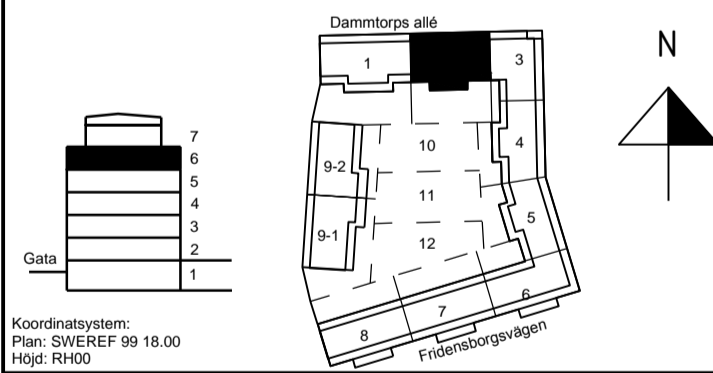 Dammtorps allé
N
1
3
10
4
9-2
11
9-1
5
12
6
7
8
Fridensborgsvägen
7
6
5
4
3
2
Gata
1
Koordinatsystem:
Plan: SWEREF 99 18.00
Höjd: RH00